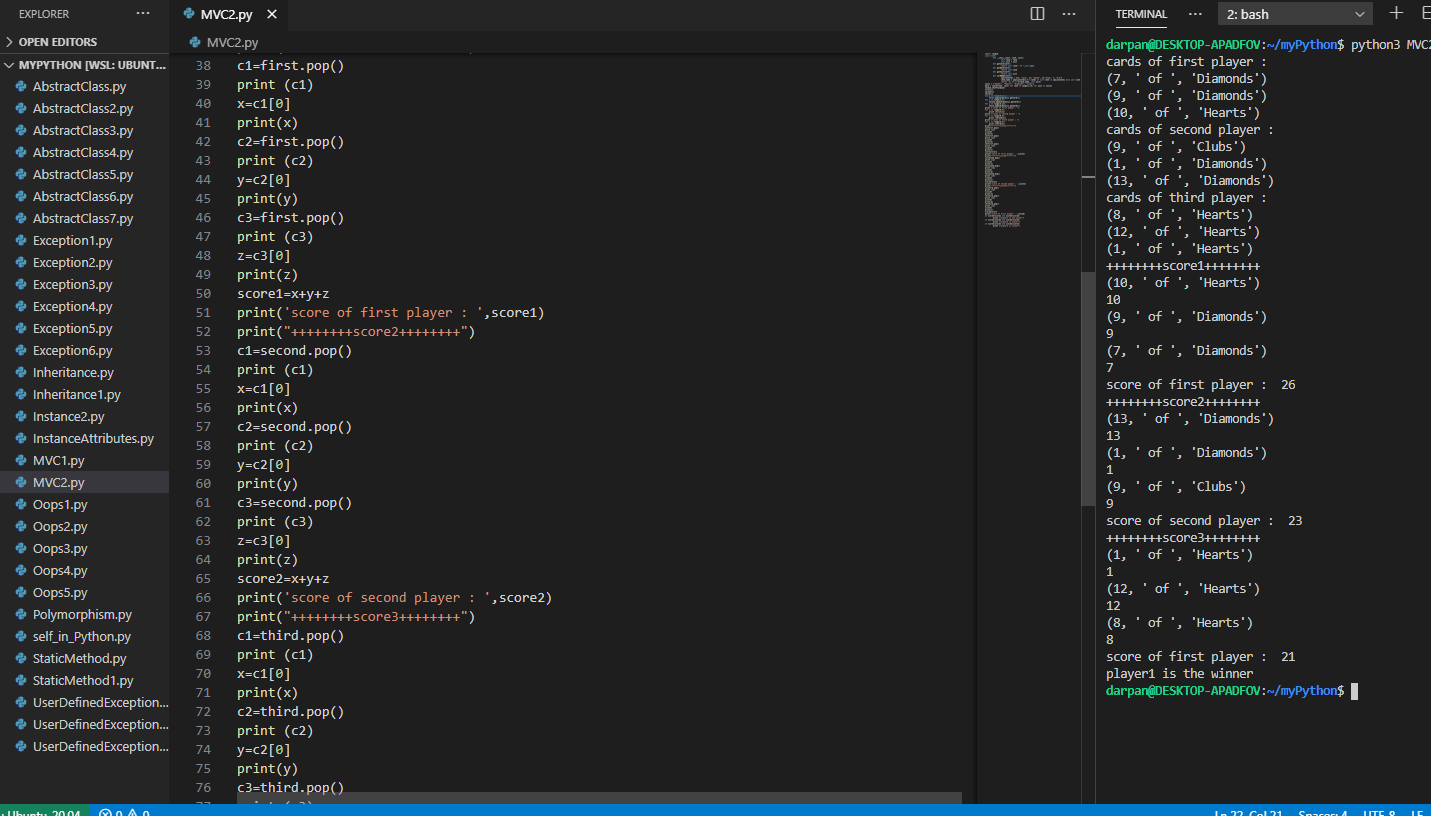 EXPLORER
OPEN EDITORS
MYPYTHON [WSL: UBUNT...
AbstractClass.py
AbstractClass2.py
AbstractClass3.py
AbstractClass4.py
AbstractClass5.py
AbstractClass6.py
AbstractClass7.py
Exception1.py
Exception2.py
Exception3.py
Exception4.py
Exception5.py
Exception6.py
Inheritance.py
Inheritance1.py
Instance2.py
InstanceAttributes.py
MVC1.py
MVC2.py
Oops1.py
Oops2.py
Oops3.py
Oops4.py
Oops5.py
Polymorphism.py
self_in_Python.py
StaticMethod.py
StaticMethod1.py
UserDefinedException...
UserDefinedException...
UserDefinedException...
MVC2.py
MVC2.py
38 c1=first.pop()
39 print (c1)
40 x=c1[0]
41 print(x)
42 c2=first.pop()
43 print (c2)
44 y=c2[0]
45 print(y)
46 c3=first.pop()
47 print (c3)
48 z=c3[0]
49 print(z)
50 score1=x+y+z
51 print('score of first player : ',score1)
52 print("++++++++score2++++++++")
53 c1=second.pop()
54 print (c1)
55 x=c1[0]
56 print(x)
57 c2=second.pop()
58 print (c2)
59 y=c2[0]
60 print(y)
61 c3=second.pop()
62 print (c3)
63 z=c3[0]
64 print(z)
65 score2=x+y+z
66 print('score of second player : ',score2)
67 print("++++++++score3++++++++")
68 c1=third.pop()
69 print (c1)
70 x=c1[0]
71 print(x)
72 c2=third.pop()
73 print (c2)
74 y=c2[0]
75 print(y)
76 c3=third.pop()
TERMINAL 2: bash
darpan@DESKTOP-APADFOV:~/myPython$ python3 MVC2
cards of first player :
(7, ' of ', 'Diamonds')
(9, ' of ', 'Diamonds')
(10, ' of ', 'Hearts')
cards of second player :
(9, ' of ', 'Clubs')
(1, ' of ', 'Diamonds')
(13, ' of ', 'Diamonds')
cards of third player :
(8, ' of ', 'Hearts')
(12, ' of ', 'Hearts')
(1, ' of ', 'Hearts')
++++++++score1++++++++
(10, ' of ', 'Hearts')
10
(9, ' of ', 'Diamonds')
9
(7, ' of ', 'Diamonds')
7
score of first player :  26
++++++++score2++++++++
(13, ' of ', 'Diamonds')
13
(1, ' of ', 'Diamonds')
1
(9, ' of ', 'Clubs')
9
score of second player :  23
++++++++score3++++++++
(1, ' of ', 'Hearts')
1
(12, ' of ', 'Hearts')
12
(8, ' of ', 'Hearts')
8
score of first player :  21
player1 is the winner
darpan@DESKTOP-APADFOV:~/myPython$
Ubuntu 20.04 0 0 Ln 22, Col 21 Spaces: 4 UTF-8 LF